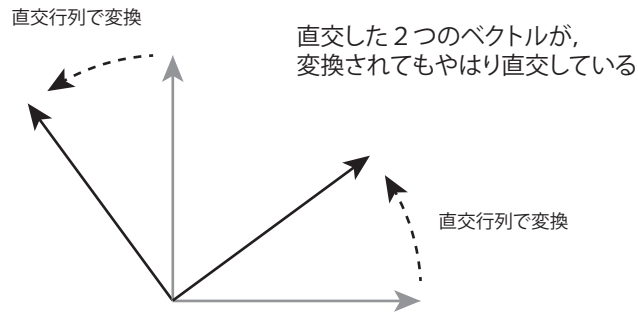 直交行列で変換
直交した２つのベクトルが,
変換されてもやはり直交している
直交行列で変換